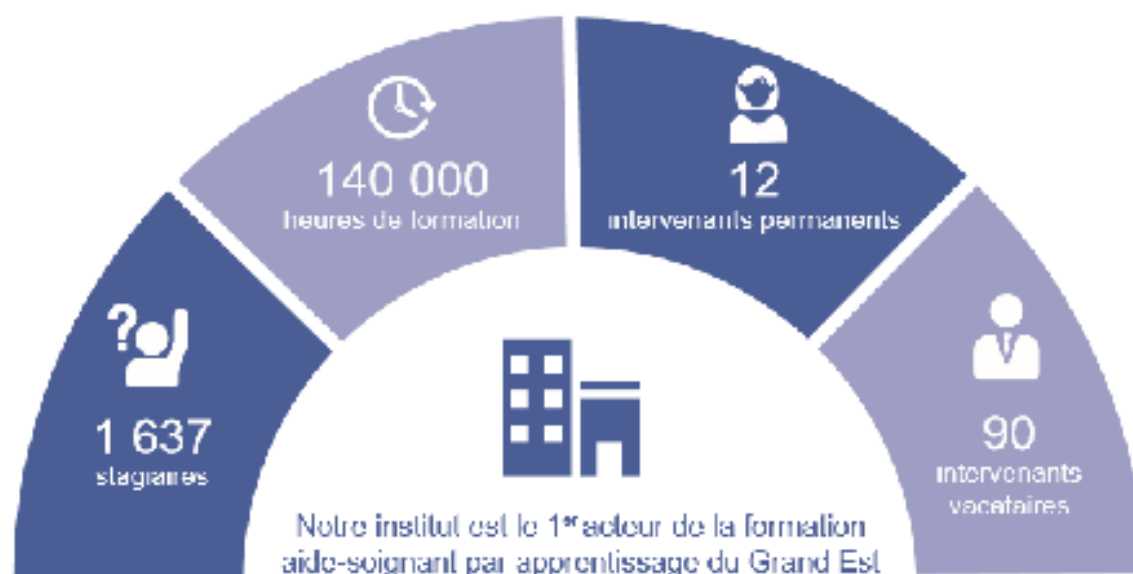 140 000
heures de formation
12
intervenants permanents
1 637
stagiaires
90
intervenants
vacataires
Notre institut est le 1er acteur de la formation
aide-soignant par apprentissage du Grand Est